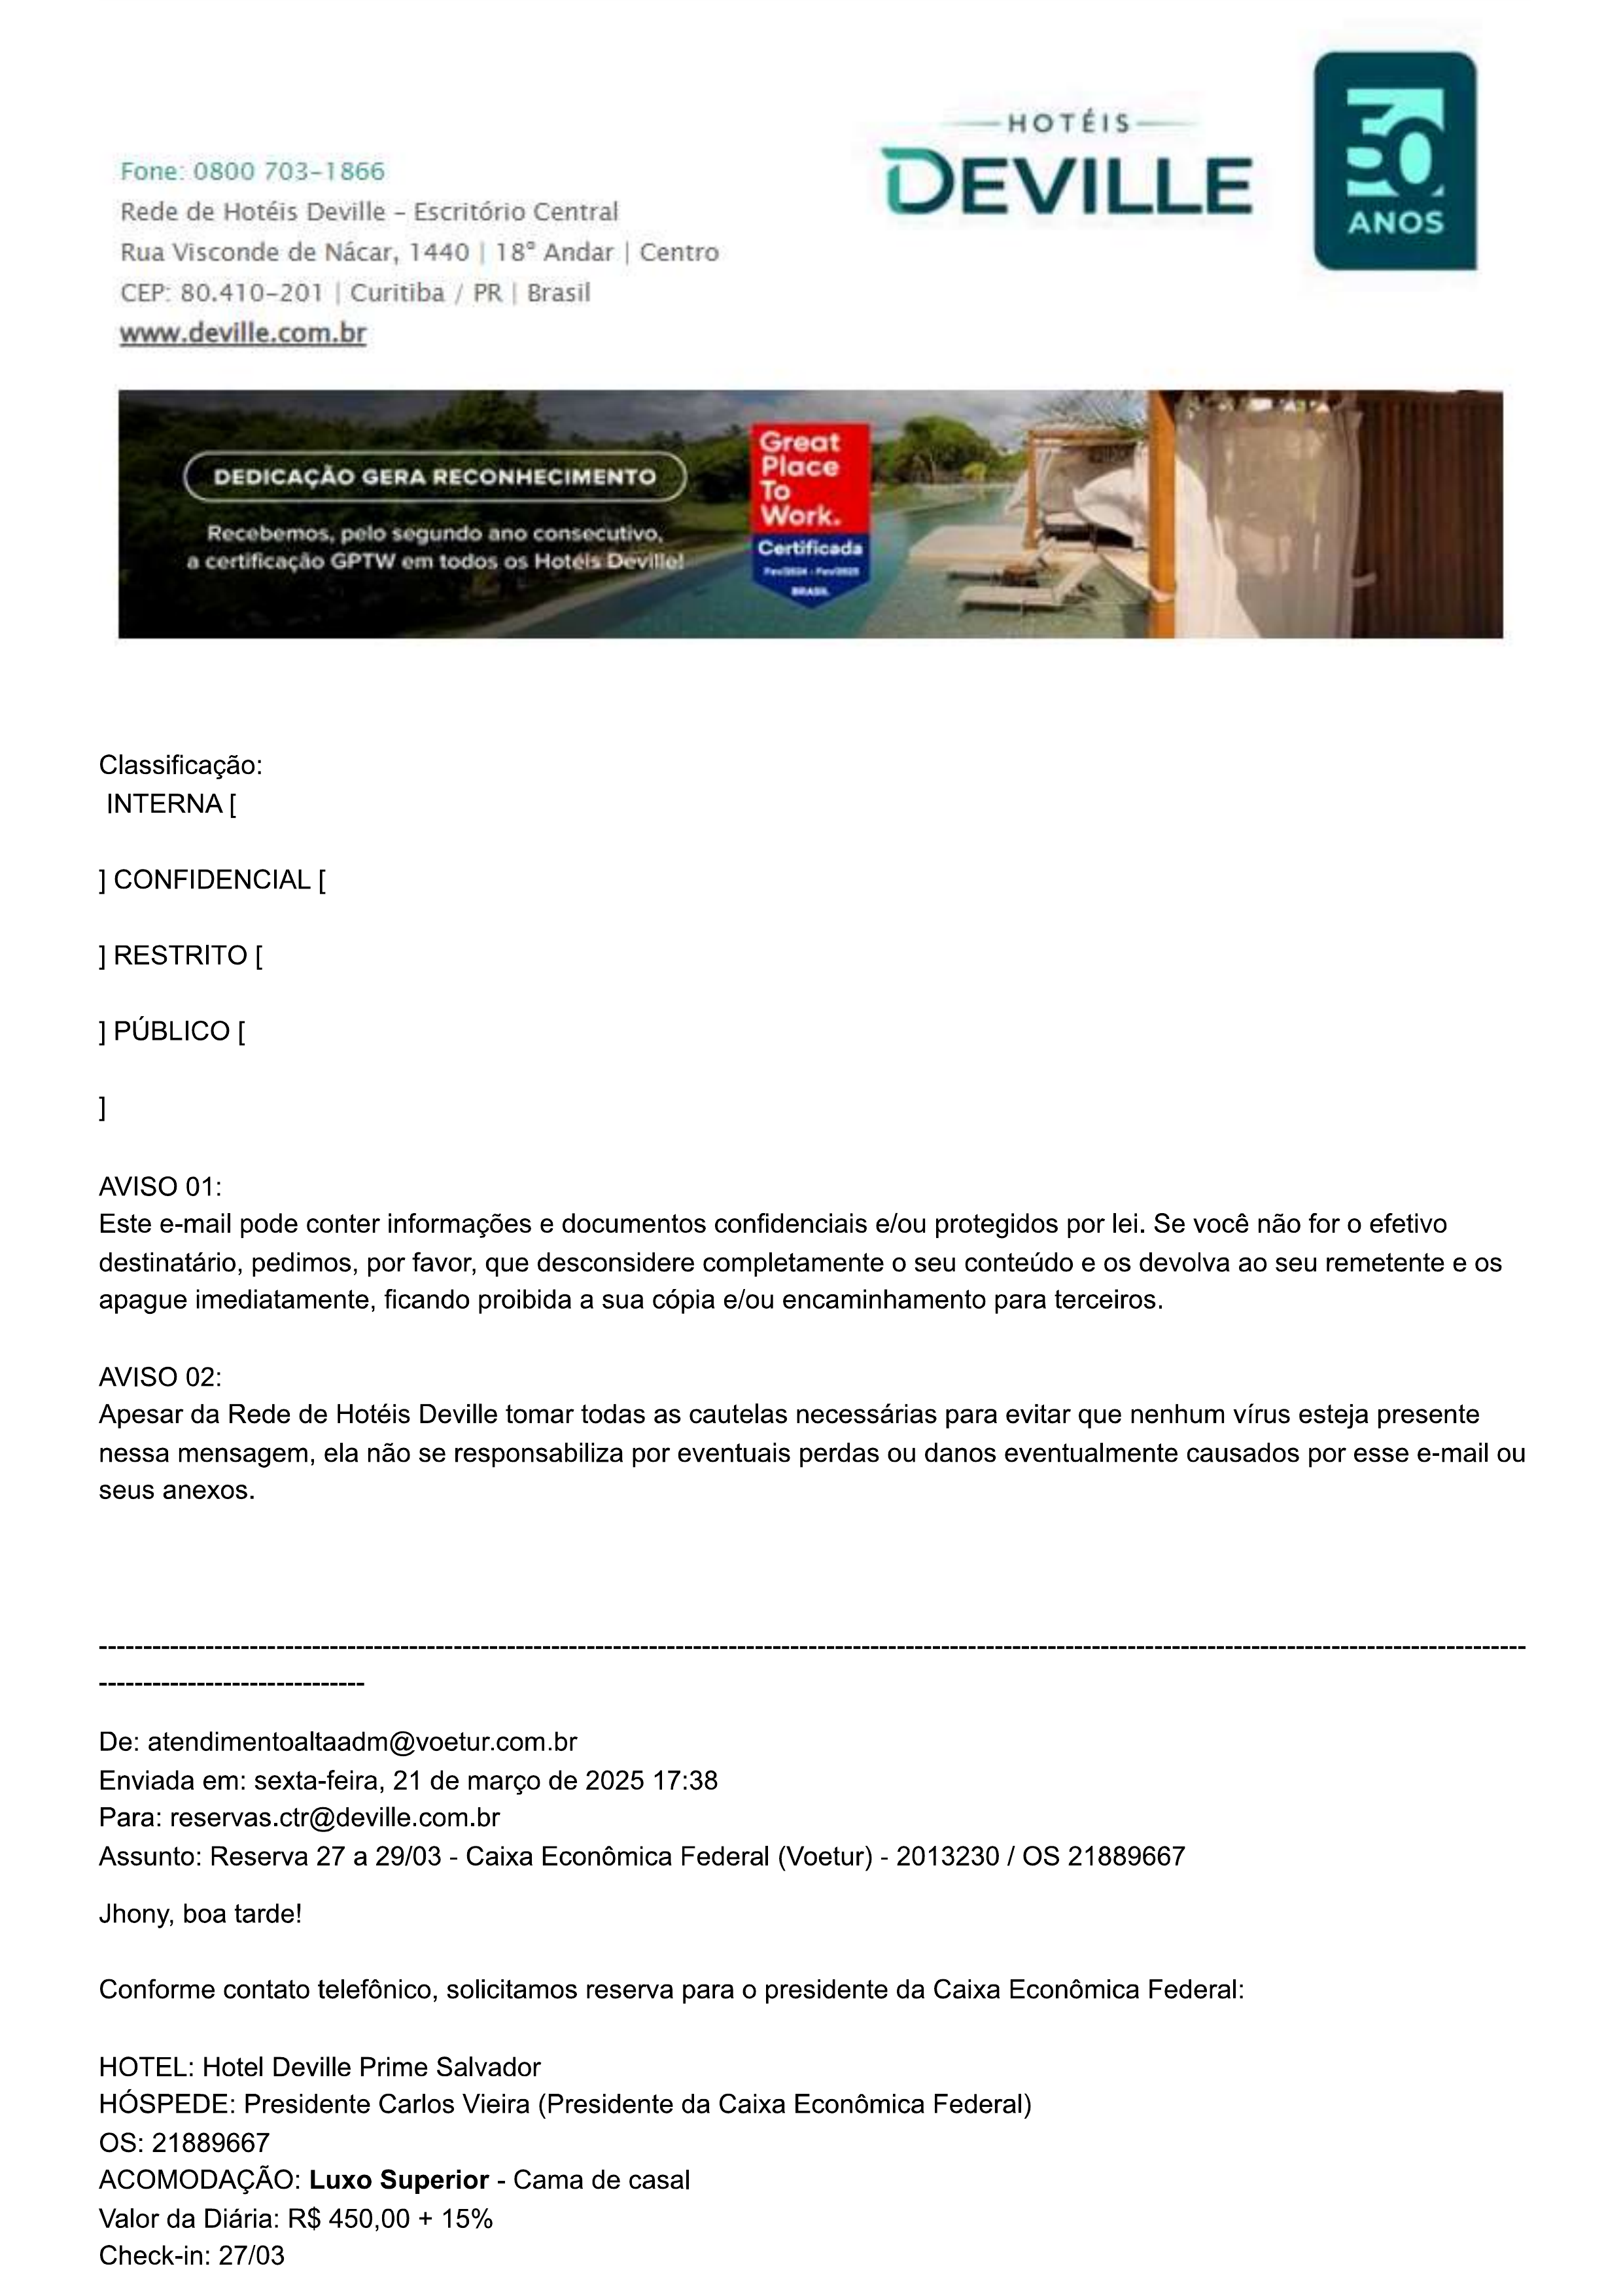 HOTÉIS
DEVILLE
30
ANOS
Fone: 0800 703-1866
Rede de Hotéis Deville – Escritório Central
Rua Visconde de Nácar, 1440 | 18° Andar | Centro
CEP: 80.410-201 | Curitiba / PR | Brasil
www.deville.com.br
DEDICAÇÃO GERA RECONHECIMENTO
Recebemos, pelo segundo ano consecutivo,
a certificação GPTW em todos os Hotéis Deville!
Great
Place
To
Work.
Certificada
Fev/2024 - Fev/2025
BRASIL
Classificação:
INTERNA [
] CONFIDENCIAL [
] RESTRITO [
] PÚBLICO [
]
AVISO 01:
Este e-mail pode conter informações e documentos confidenciais e/ou protegidos por lei. Se você não for o efetivo
destinatário, pedimos, por favor, que desconsidere completamente o seu conteúdo e os devolva ao seu remetente e os
apague imediatamente, ficando proibida a sua cópia e/ou encaminhamento para terceiros.
AVISO 02:
Apesar da Rede de Hotéis Deville tomar todas as cautelas necessárias para evitar que nenhum vírus esteja presente
nessa mensagem, ela não se responsabiliza por eventuais perdas ou danos eventualmente causados por esse e-mail ou
seus anexos.
-----------------------------------------------------------------------------------------------------------------------------------------------------------------
------------------------------
De: atendimentoaltaadm@voetur.com.br
Enviada em: sexta-feira, 21 de março de 2025 17:38
Para: reservas.ctr@deville.com.br
Assunto: Reserva 27 a 29/03 - Caixa Econômica Federal (Voetur) - 2013230 / OS 21889667
Jhony, boa tarde!
Conforme contato telefônico, solicitamos reserva para o presidente da Caixa Econômica Federal:
HOTEL: Hotel Deville Prime Salvador
HÓSPEDE: Presidente Carlos Vieira (Presidente da Caixa Econômica Federal)
OS: 21889667
ACOMODAÇÃO: Luxo Superior - Cama de casal
Valor da Diária: R$ 450,00 + 15%
Check-in: 27/03